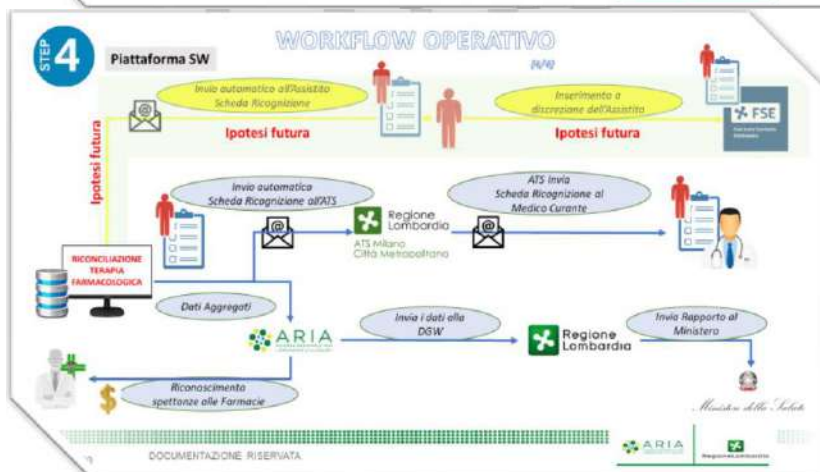 STEP 4
Piattaforma SW
WORKFLOW OPERATIVO
(4/4)
Invio automatico all'Assistito
Scheda Ricognizione
Inserimento a
discrezione dell'Assistito
FSE
Ipotesi futura
Ipotesi futura
Ipotesi futura
Invio automatico
Scheda Ricognizione all'ATS
ATS Invia
Scheda Ricognizione al
Medico Curante
Regione
Lombardia
ATS Milano
Città Metropolitana
RICONCILIAZIONE
TERAPIA
FARMACOLOGICA
Dati Aggregati
ARIA
Invia i dati alla
DGW
Regione
Lombardia
Invio Rapporto al
Ministero
Riconoscimento
spettanze alle Farmacie
Ministero della Salute
DOCUMENTAZIONE RISERVATA
ARIA
Regione Lombardia